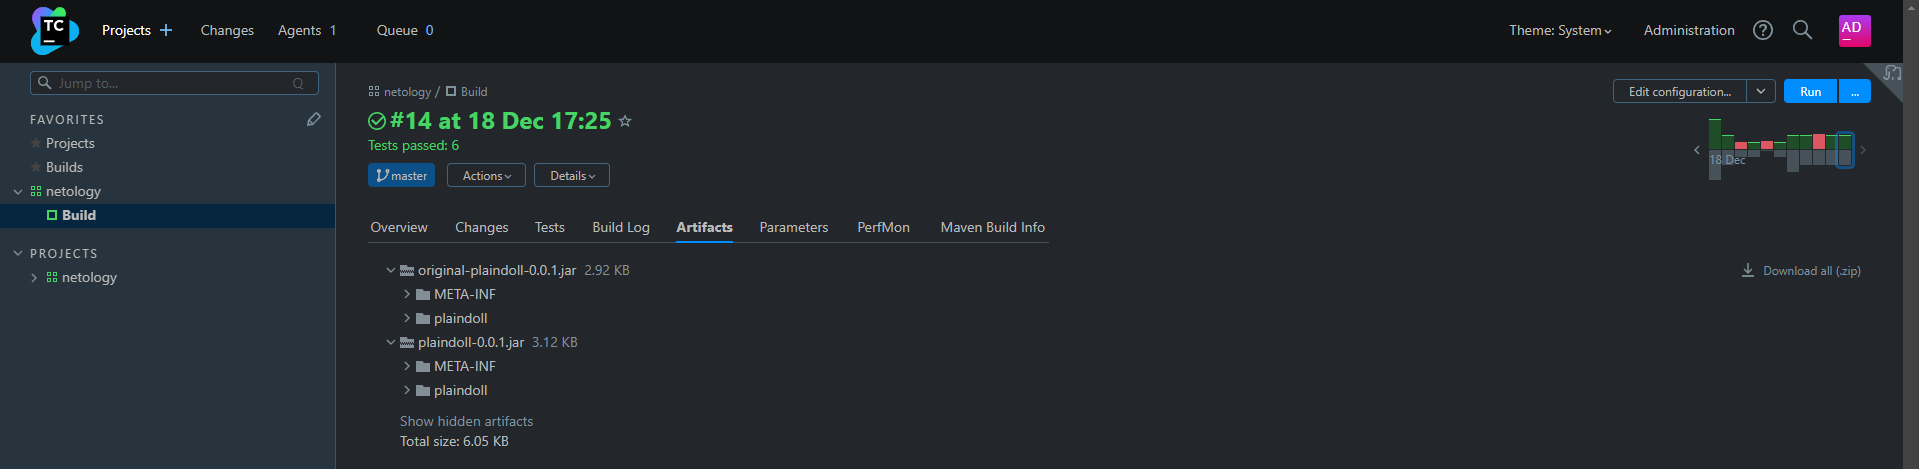 TC
Projects
Changes
Agents 1
Queue 0
Theme: System
Administration
?
AD
Jump to...
Q
FAVORITES
Projects
Builds
netology
Build
PROJECTS
netology
netology / Build
Edit configuration...
Run
...
#14 at 18 Dec 17:25
Tests passed: 6
18 Dec
master
Actions
Details
Overview
Changes
Tests
Build Log
Artifacts
Parameters
PerfMon
Maven Build Info
original-plaindoll-0.0.1.jar 2.92 KB
Download all (.zip)
META-INF
plaindoll
plaindoll-0.0.1.jar 3.12 KB
META-INF
plaindoll
Show hidden artifacts
Total size: 6.05 KB